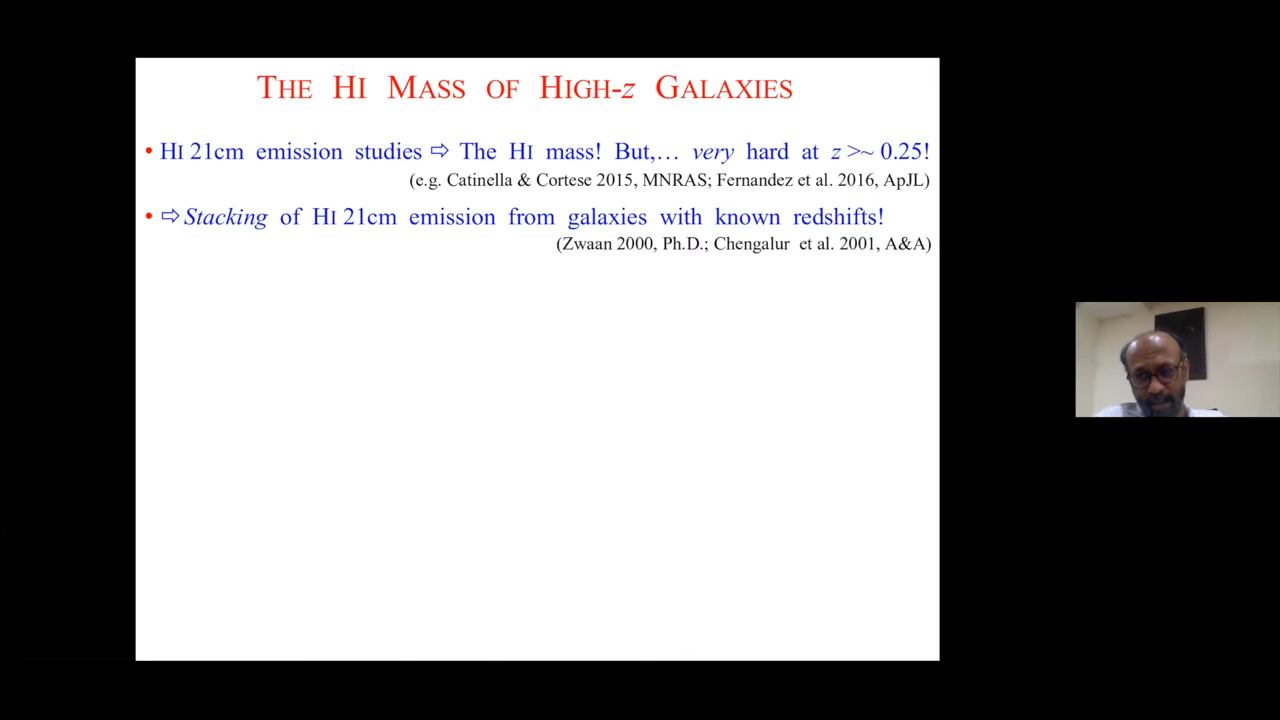 THE HI MASS OF HIGH-z GALAXIES
• HI 21cm emission studies ⇨ The HI mass! But,… very hard at z >~ 0.25!
(e.g. Catinella & Cortese 2015, MNRAS; Fernandez et al. 2016, ApJL)
• ⇨ Stacking of HI 21cm emission from galaxies with known redshifts!
(Zwaan 2000, Ph.D.; Chengalur et al. 2001, A&A)